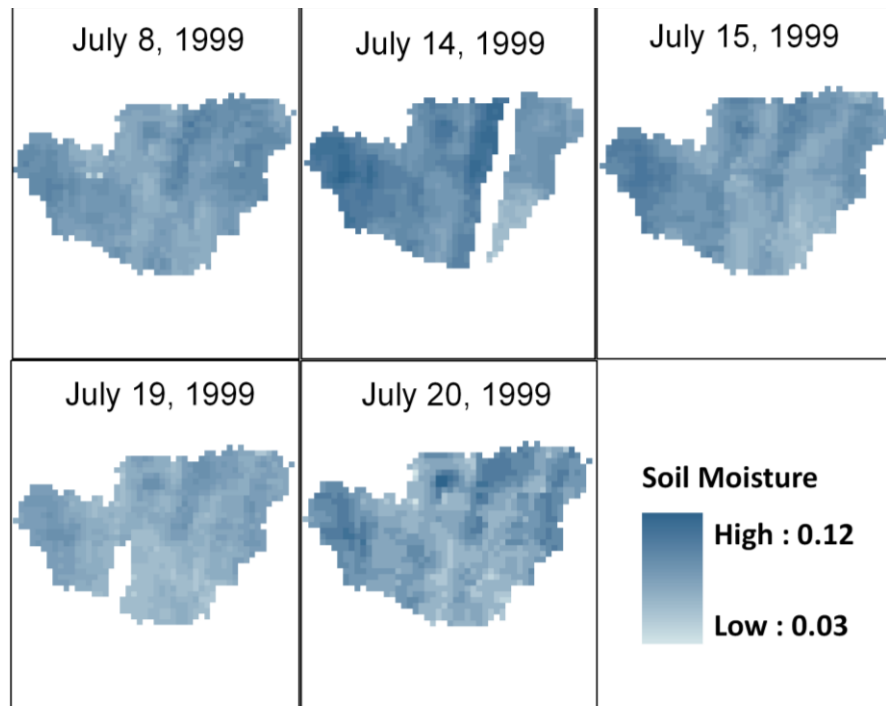 July 8, 1999
July 14, 1999
July 15, 1999
July 19, 1999
July 20, 1999
Soil Moisture
High : 0.12
Low : 0.03